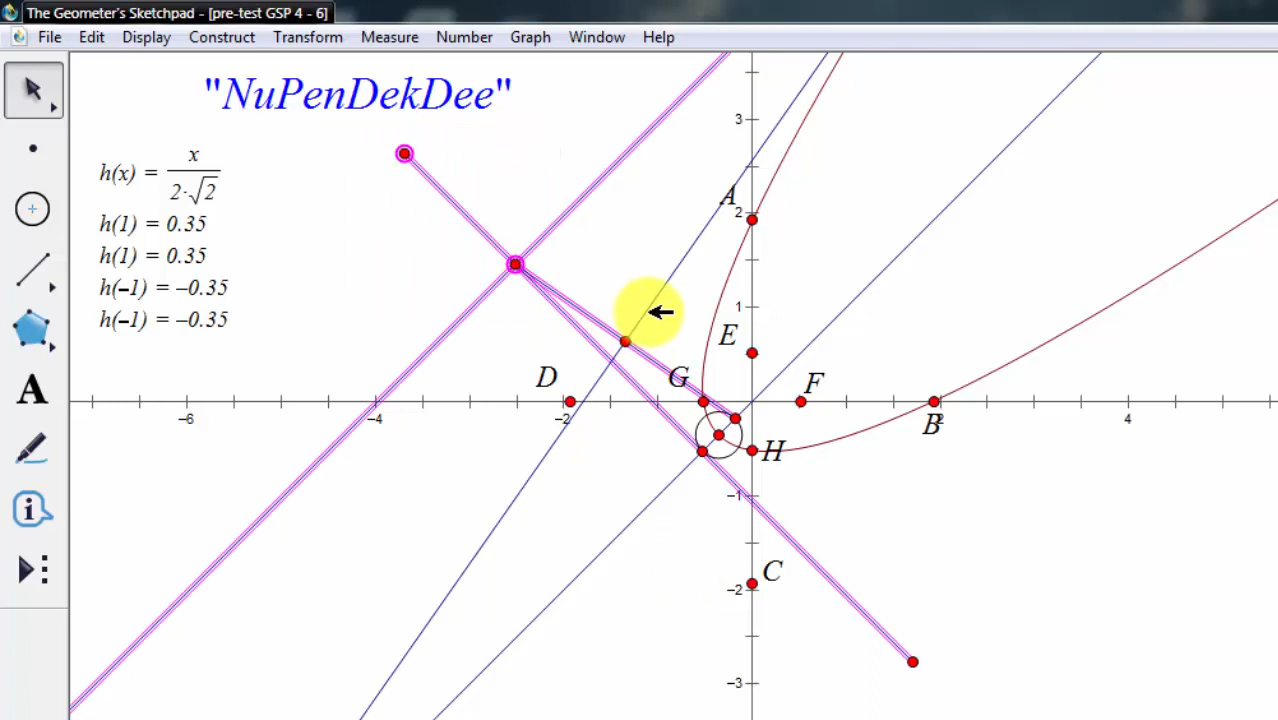 The Geometer's Sketchpad - [pre-test GSP 4 - 6]
File Edit Display Construct Transform Measure Number Graph Window Help
"NuPenDekDee"
h(x) = x / 2·√2
h(1) = 0.35
h(1) = 0.35
h(−1) = −0.35
h(−1) = −0.35
A
i
3
A
2
1
E
D
G
F
−6
−4
−2
2
4
B
H
−1
C
−2
−3